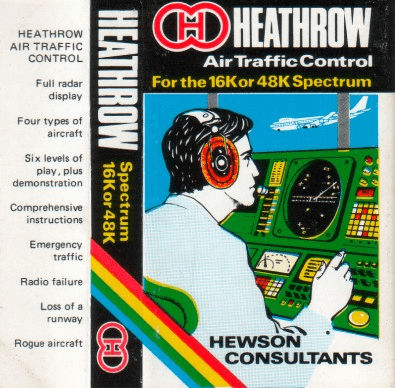 HEATHROW
AIR TRAFFIC
CONTROL
Full radar
display
Four types of
aircraft
Six levels of
play, plus
demonstration
Comprehensive
instructions
Emergency
traffic
Radio failure
Loss of a
runway
Rogue aircraft
HEATHROW
Spectrum
16K or 48K
HEATHROW
Air Traffic Control
For the 16K or 48K Spectrum
HEWSON
CONSULTANTS